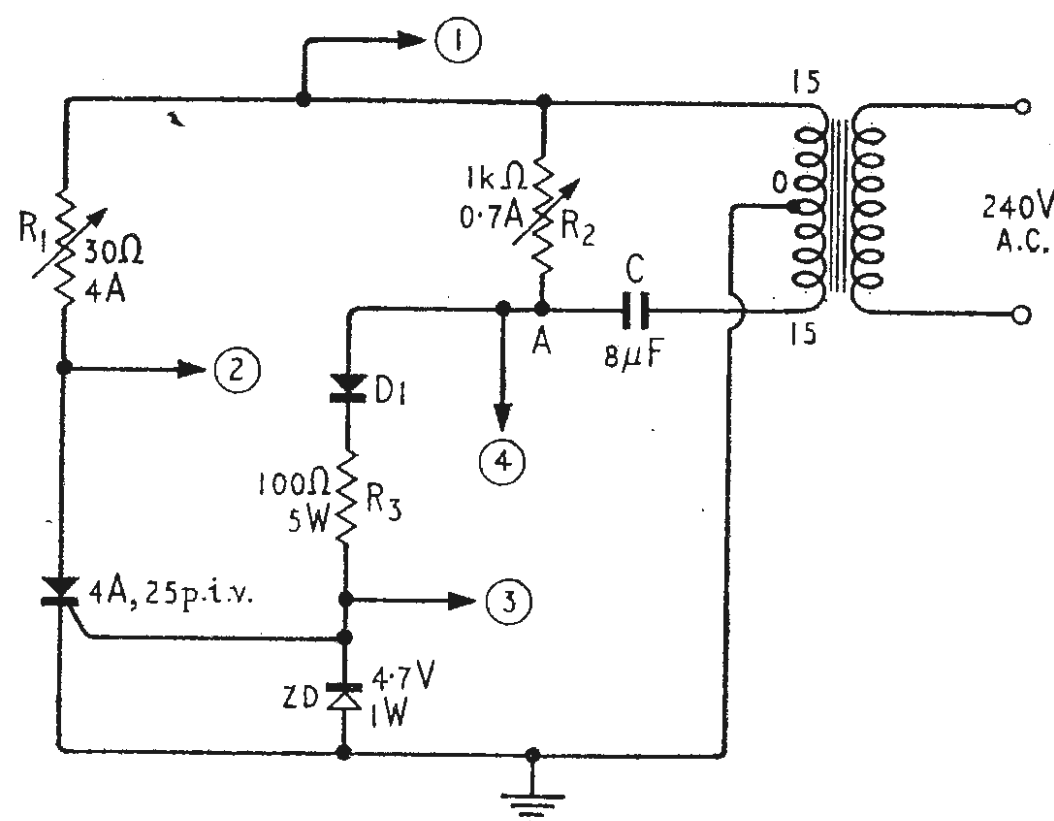 1
15
1kΩ
0·7A
R2
0
240V
A.C.
R1
30Ω
4A
C
A
8μF
15
2
D1
4
100Ω
5W
R3
4A, 25p.i.v.
3
ZD
4·7V
1W